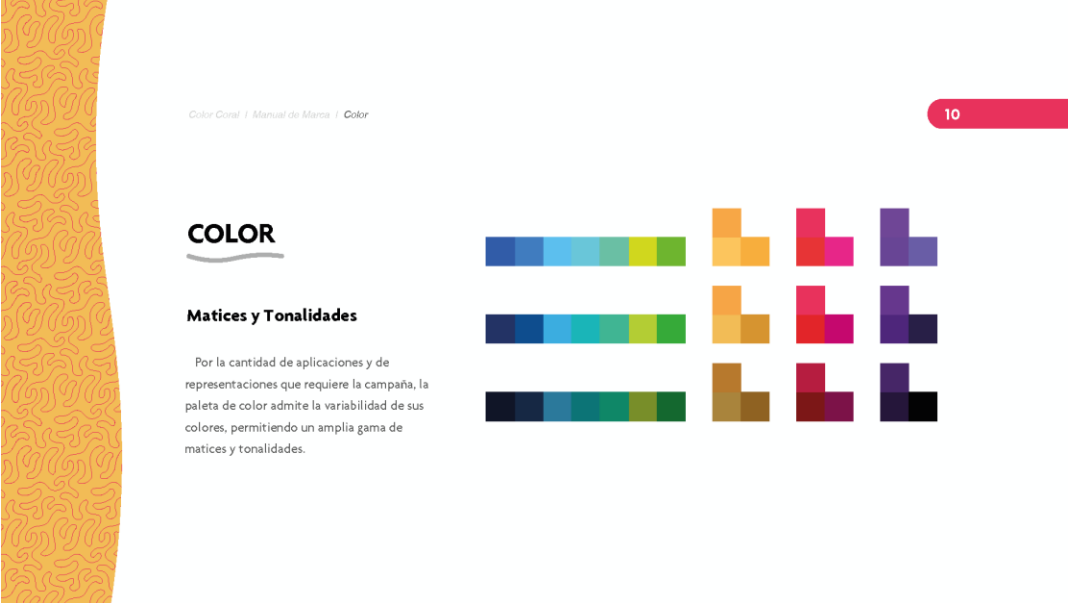 Color Coral | Manual de Marca | Color
10
COLOR
Matices y Tonalidades
Por la cantidad de aplicaciones y de
representaciones que requiere la campaña, la
paleta de color admite la variabilidad de sus
colores, permitiendo un amplia gama de
matices y tonalidades.